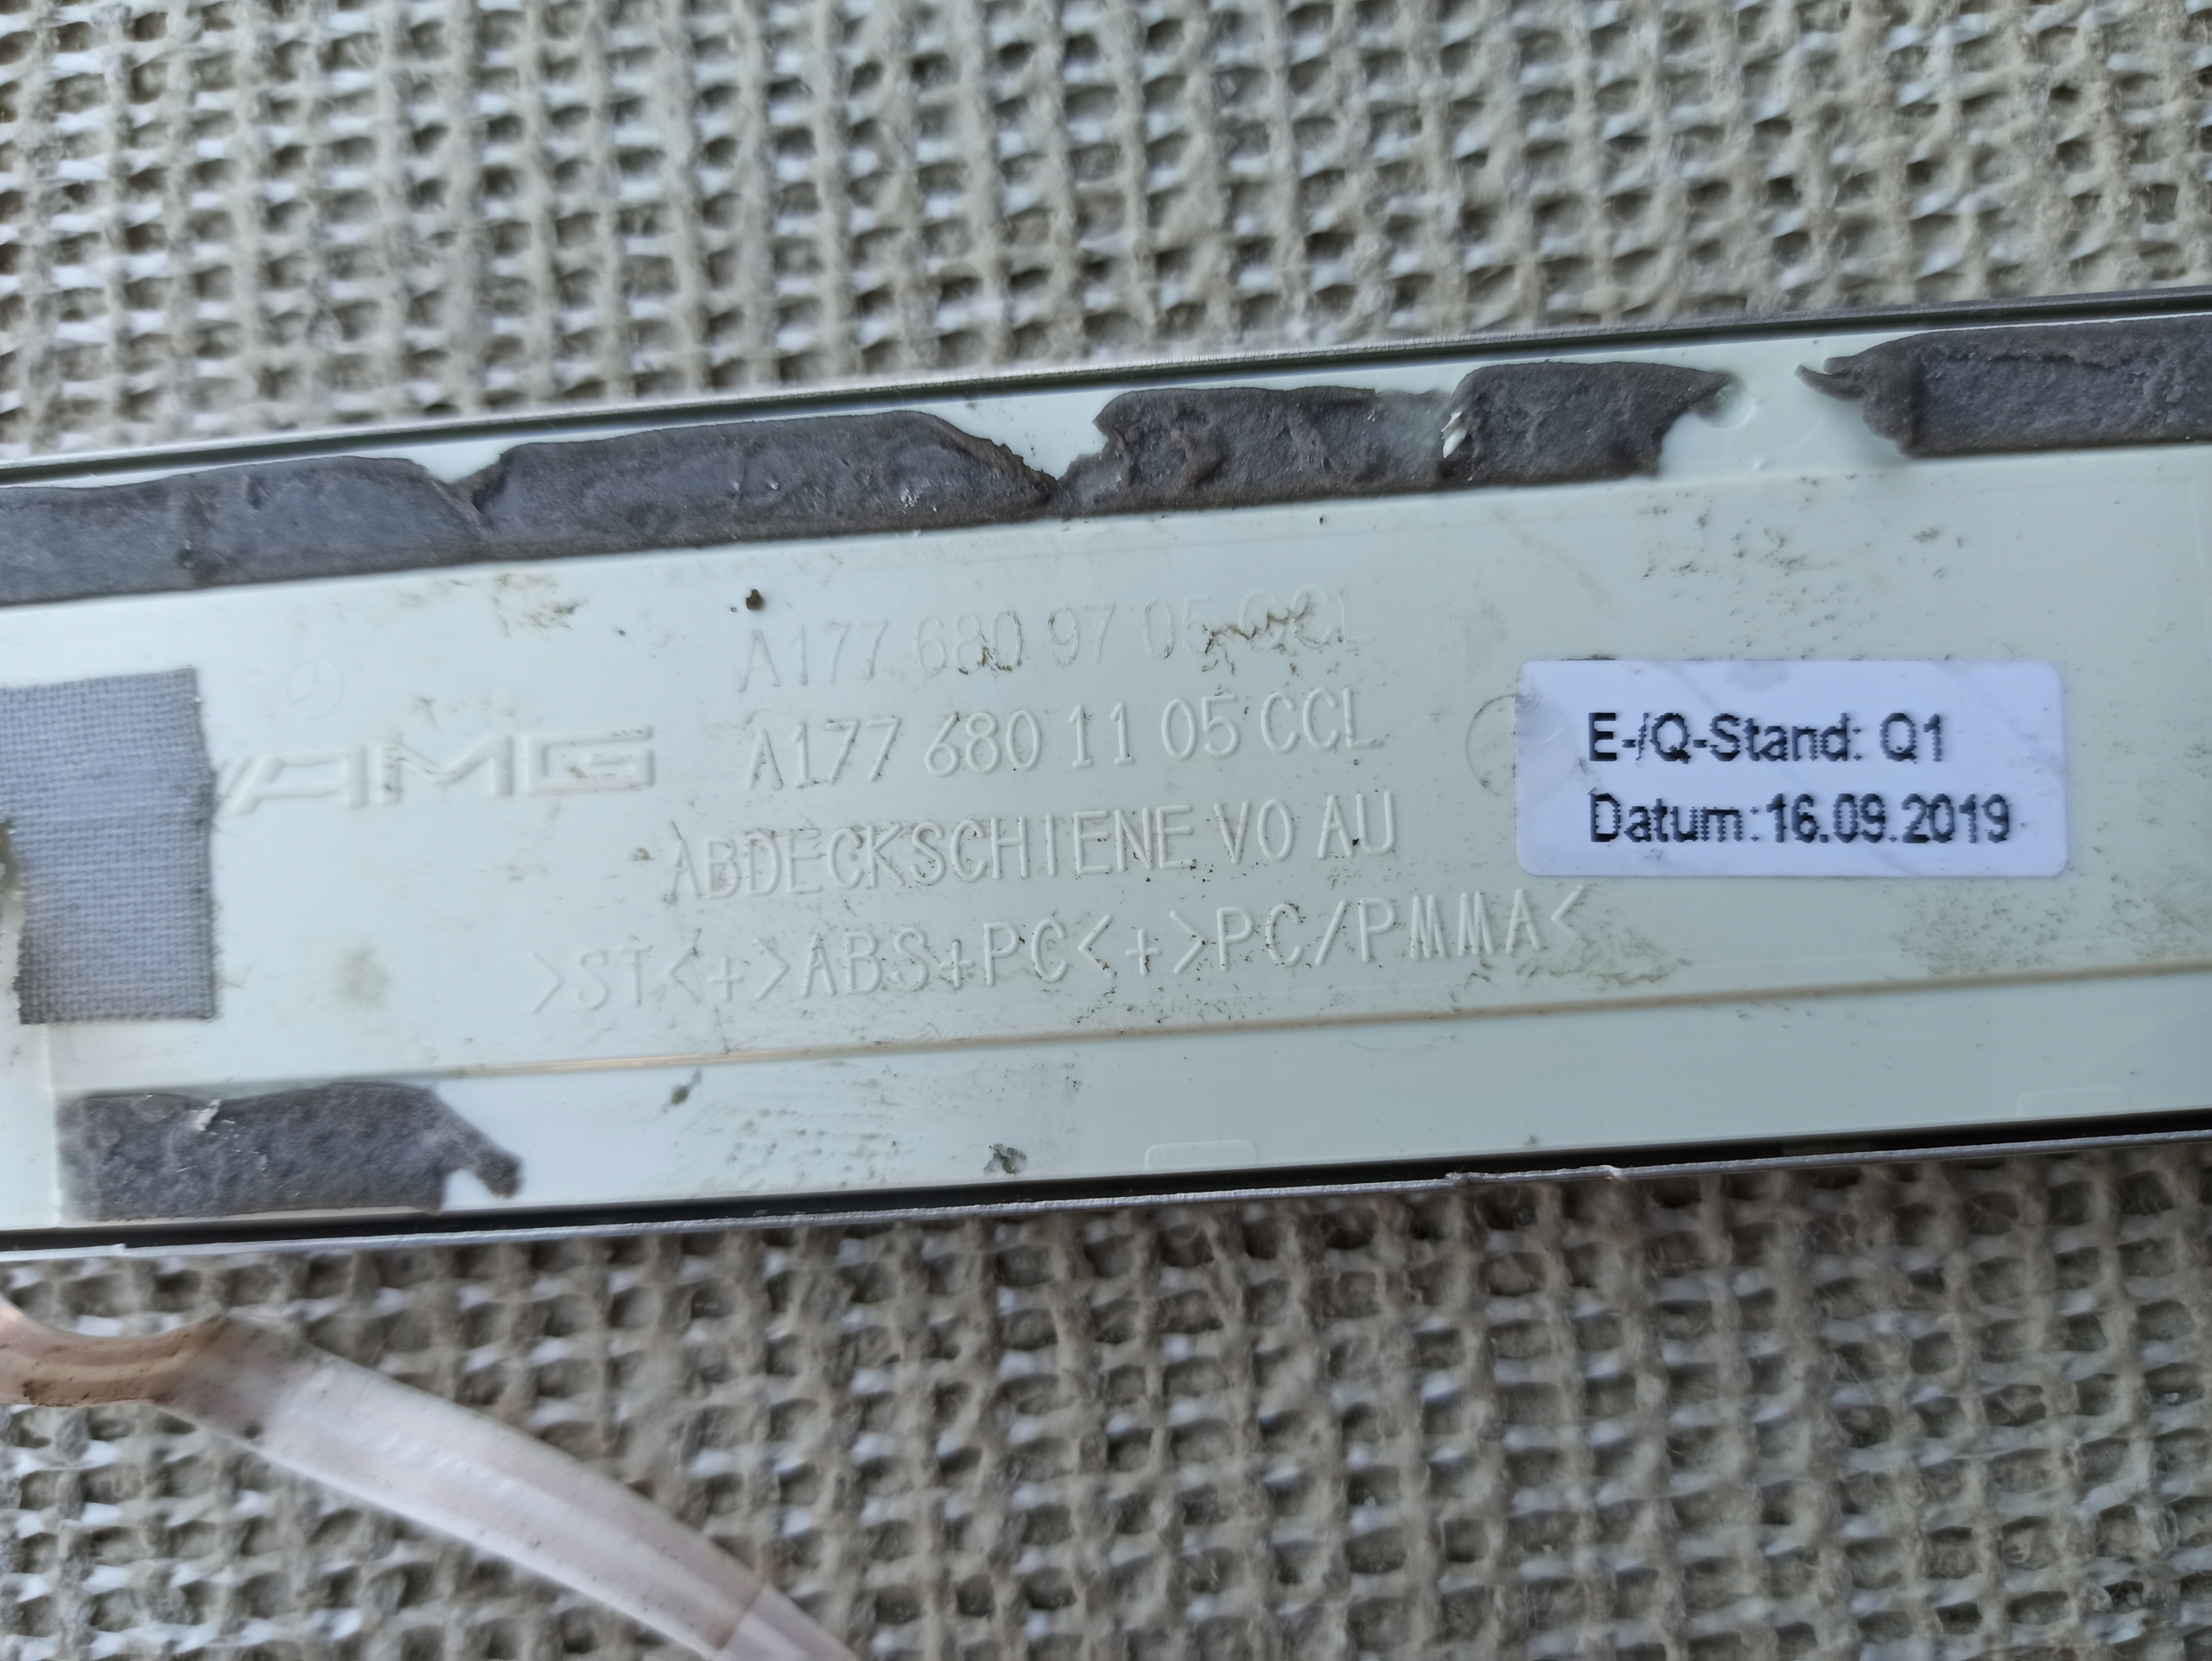 A177 680 97 05 CCL
AMG
A177 680 11 05 CCL
ABDECKSCHIENE VO AU
>ST<+>ABS+PC<+>PC/PMMA<
E-/Q-Stand: Q1
Datum:16.09.2019